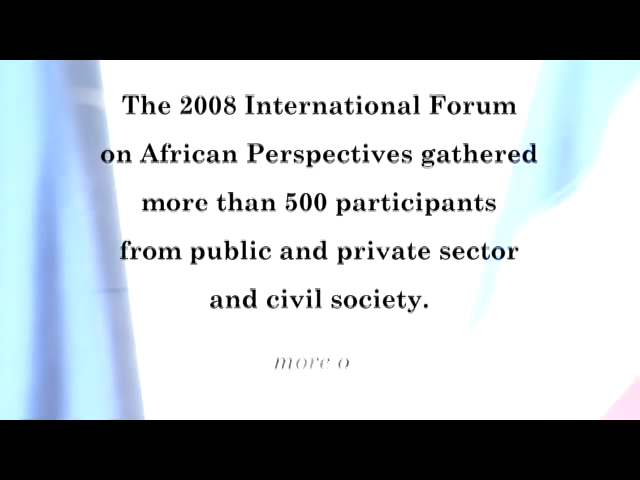 The 2008 International Forum
on African Perspectives gathered
more than 500 participants
from public and private sector
and civil society.
more o